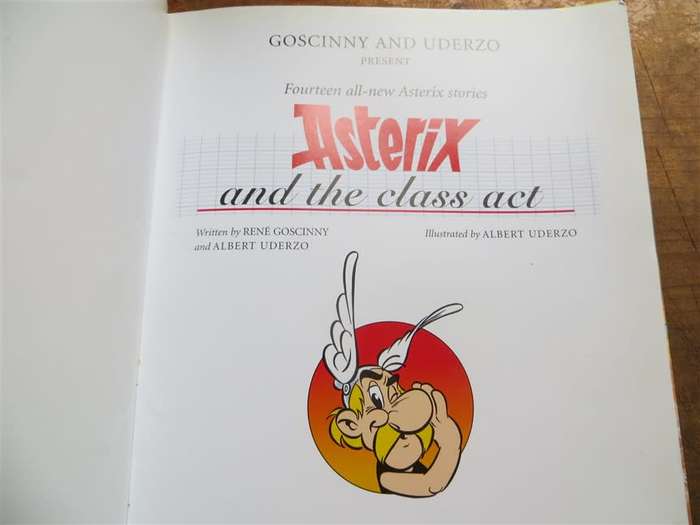 GOSCINNY AND UDERZO
PRESENT
Fourteen all-new Asterix stories
Asterix
and the class act
Written by RENÉ GOSCINNY
and ALBERT UDERZO
Illustrated by ALBERT UDERZO